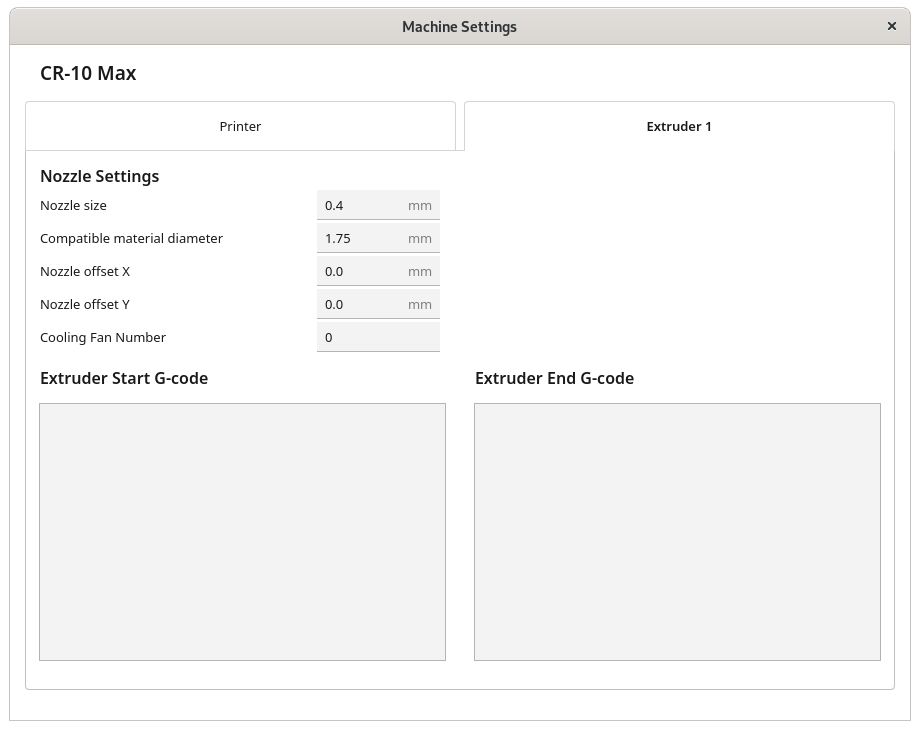 Machine Settings
CR-10 Max
Printer
Extruder 1
Nozzle Settings
Nozzle size 0.4 mm
Compatible material diameter 1.75 mm
Nozzle offset X 0.0 mm
Nozzle offset Y 0.0 mm
Cooling Fan Number 0
Extruder Start G-code
Extruder End G-code